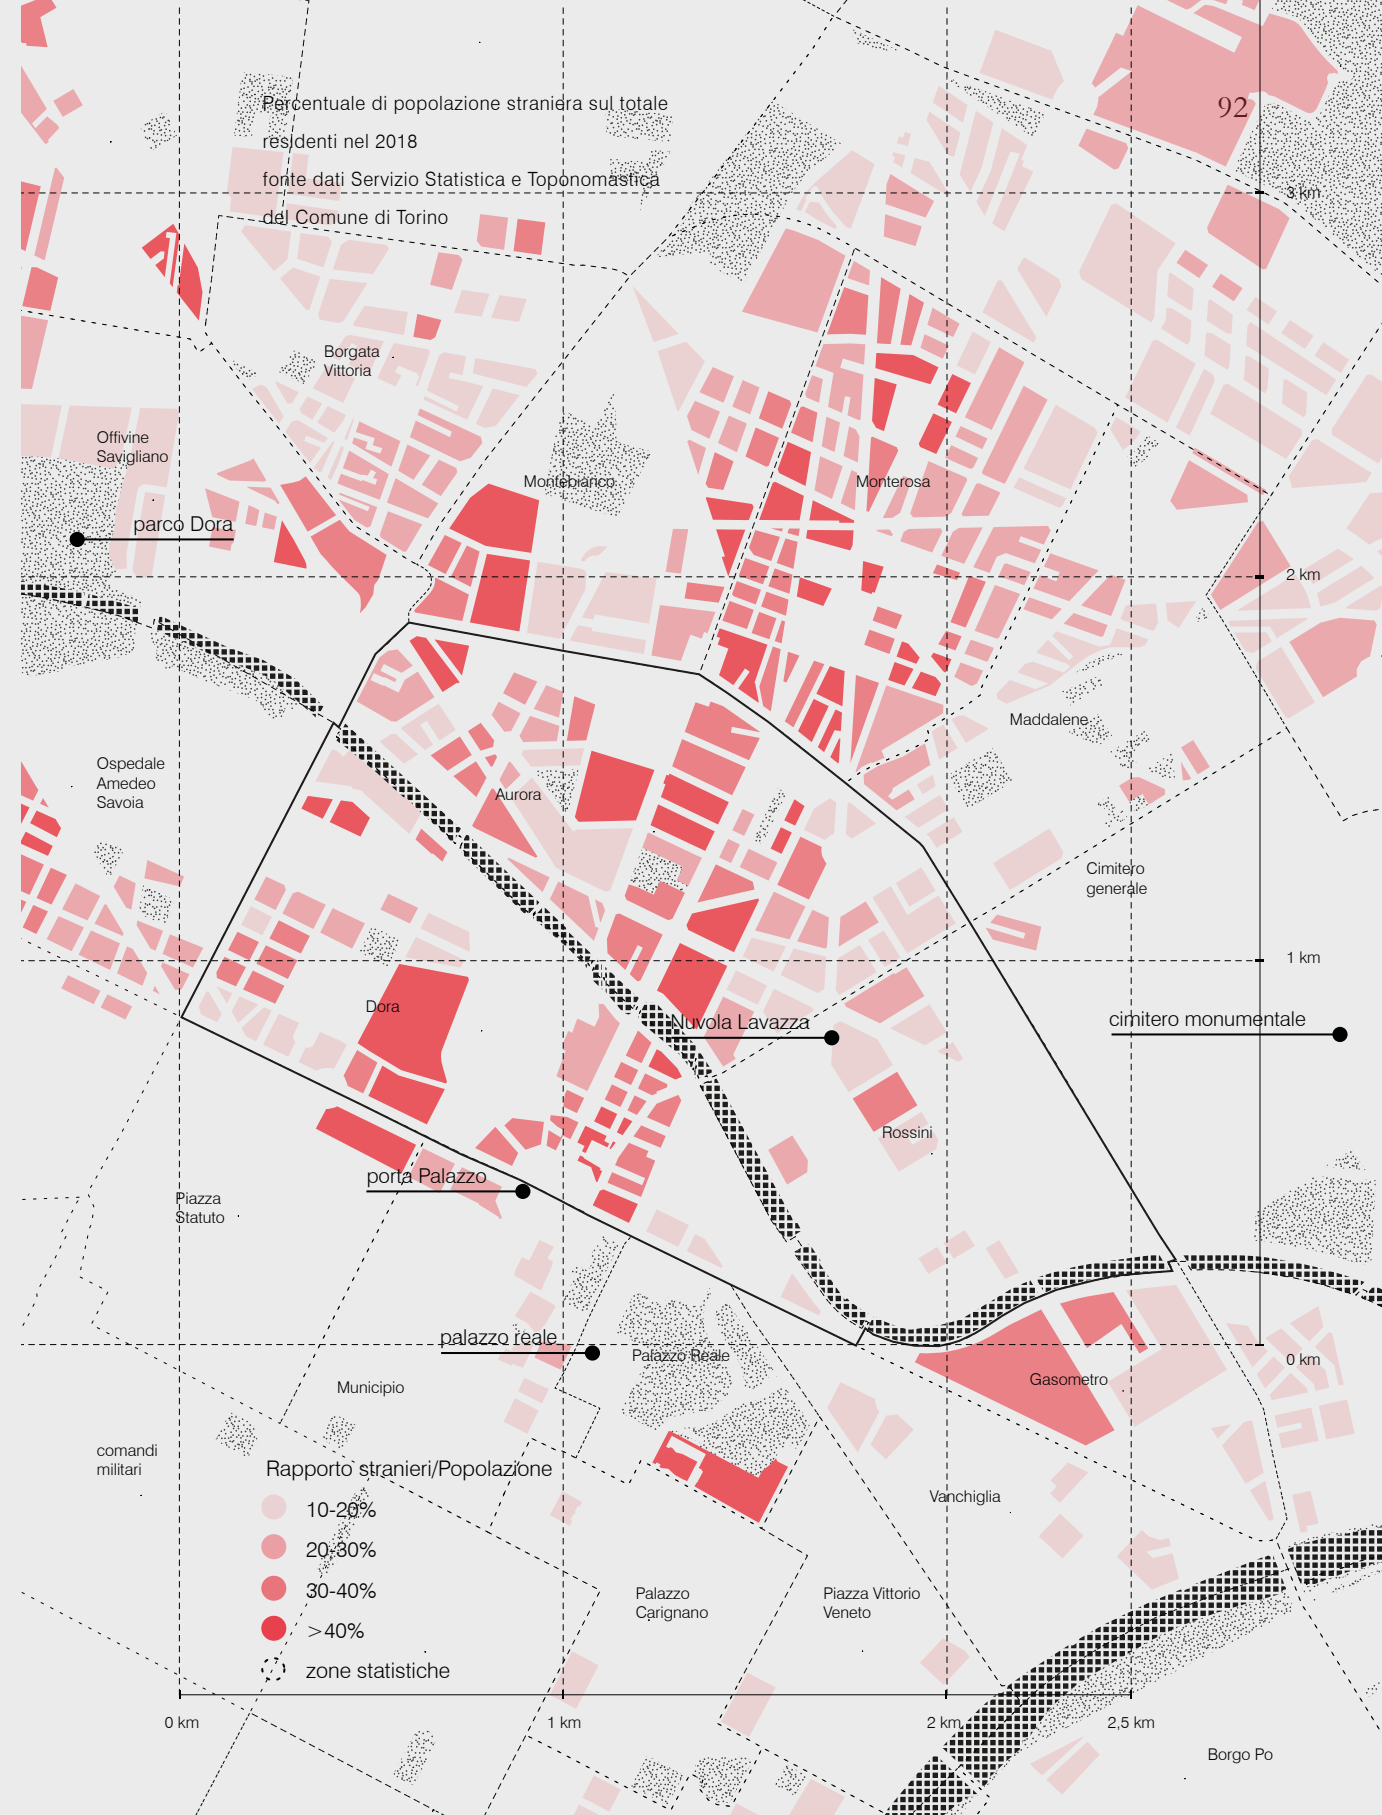 92
Percentuale di popolazione straniera sul totale
residenti nel 2018
fonte dati Servizio Statistica e Toponomastica
del Comune di Torino
3 km
Borgata
Vittoria
Offivine
Savigliano
Montebianco
Monterosa
parco Dora
2 km
Maddalene
Ospedale
Amedeo
Savoia
Aurora
Cimitero
generale
1 km
Dora
Nuvola Lavazza
cimitero monumentale
Rossini
porta Palazzo
Piazza
Statuto
palazzo reale
Palazzo Reale
0 km
Gasometro
Municipio
comandi
militari
Rapporto stranieri/Popolazione
10-20%
20-30%
30-40%
>40%
zone statistiche
Vanchiglia
Palazzo
Carignano
Piazza Vittorio
Veneto
0 km
1 km
2 km
2,5 km
Borgo Po